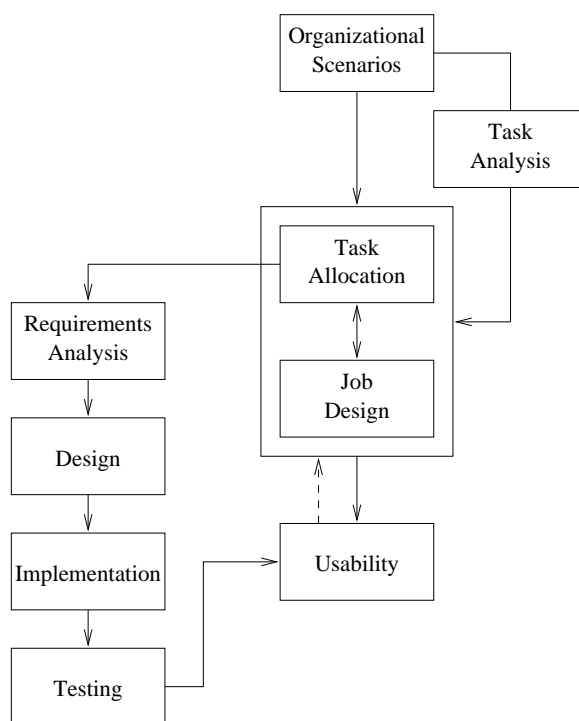 Organizational
Scenarios
Task
Analysis
Task
Allocation
Requirements
Analysis
Job
Design
Design
Usability
Implementation
Testing